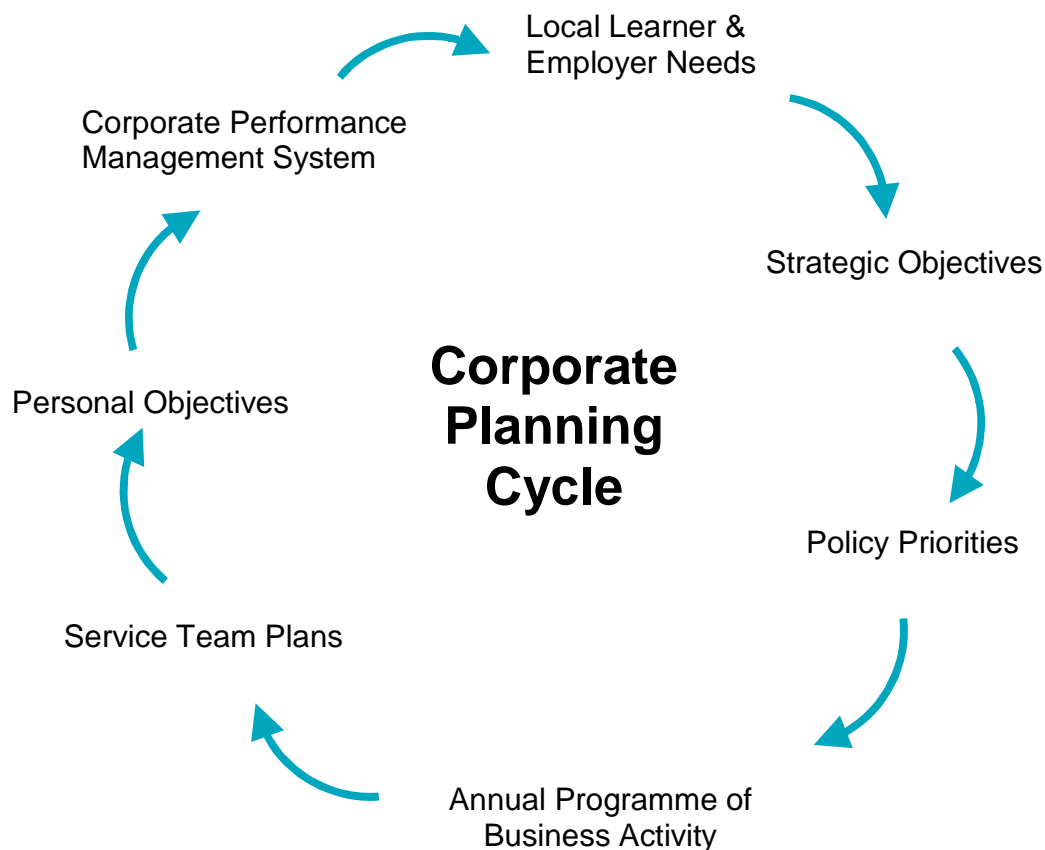 Local Learner &
Employer Needs
Corporate Performance
Management System
Strategic Objectives
Corporate
Planning
Cycle
Personal Objectives
Policy Priorities
Service Team Plans
Annual Programme of
Business Activity